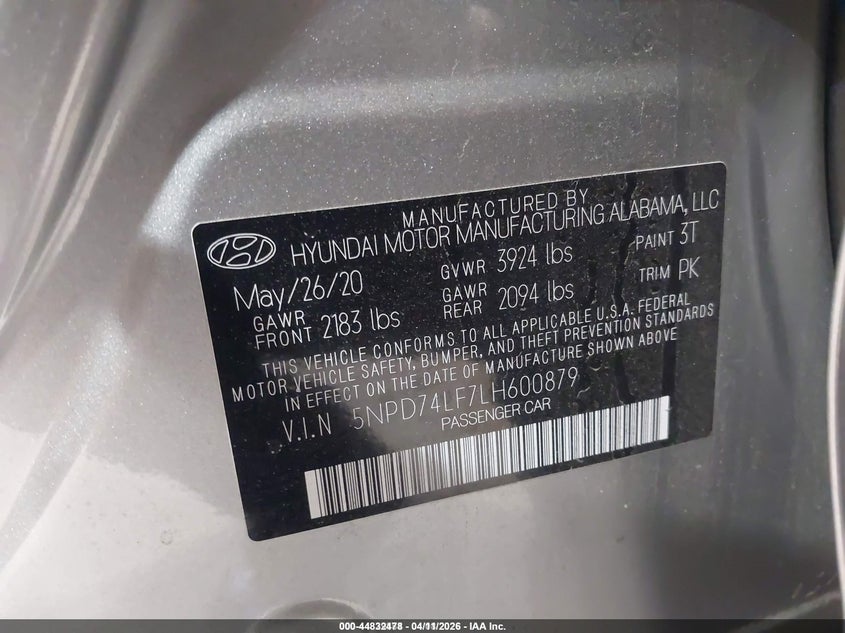 MANUFACTURED BY
HYUNDAI MOTOR MANUFACTURING ALABAMA, LLC
May/26/20 GVWR 3924 lbs PAINT 3T
GAWR FRONT 2183 lbs GAWR REAR 2094 lbs TRIM PK
THIS VEHICLE CONFORMS TO ALL APPLICABLE U.S.A. FEDERAL
MOTOR VEHICLE SAFETY, BUMPER, AND THEFT PREVENTION STANDARDS
IN EFFECT ON THE DATE OF MANUFACTURE SHOWN ABOVE
V.I.N 5NPD74LF7LH600879
PASSENGER CAR
04/11/2026 - IAA Inc.